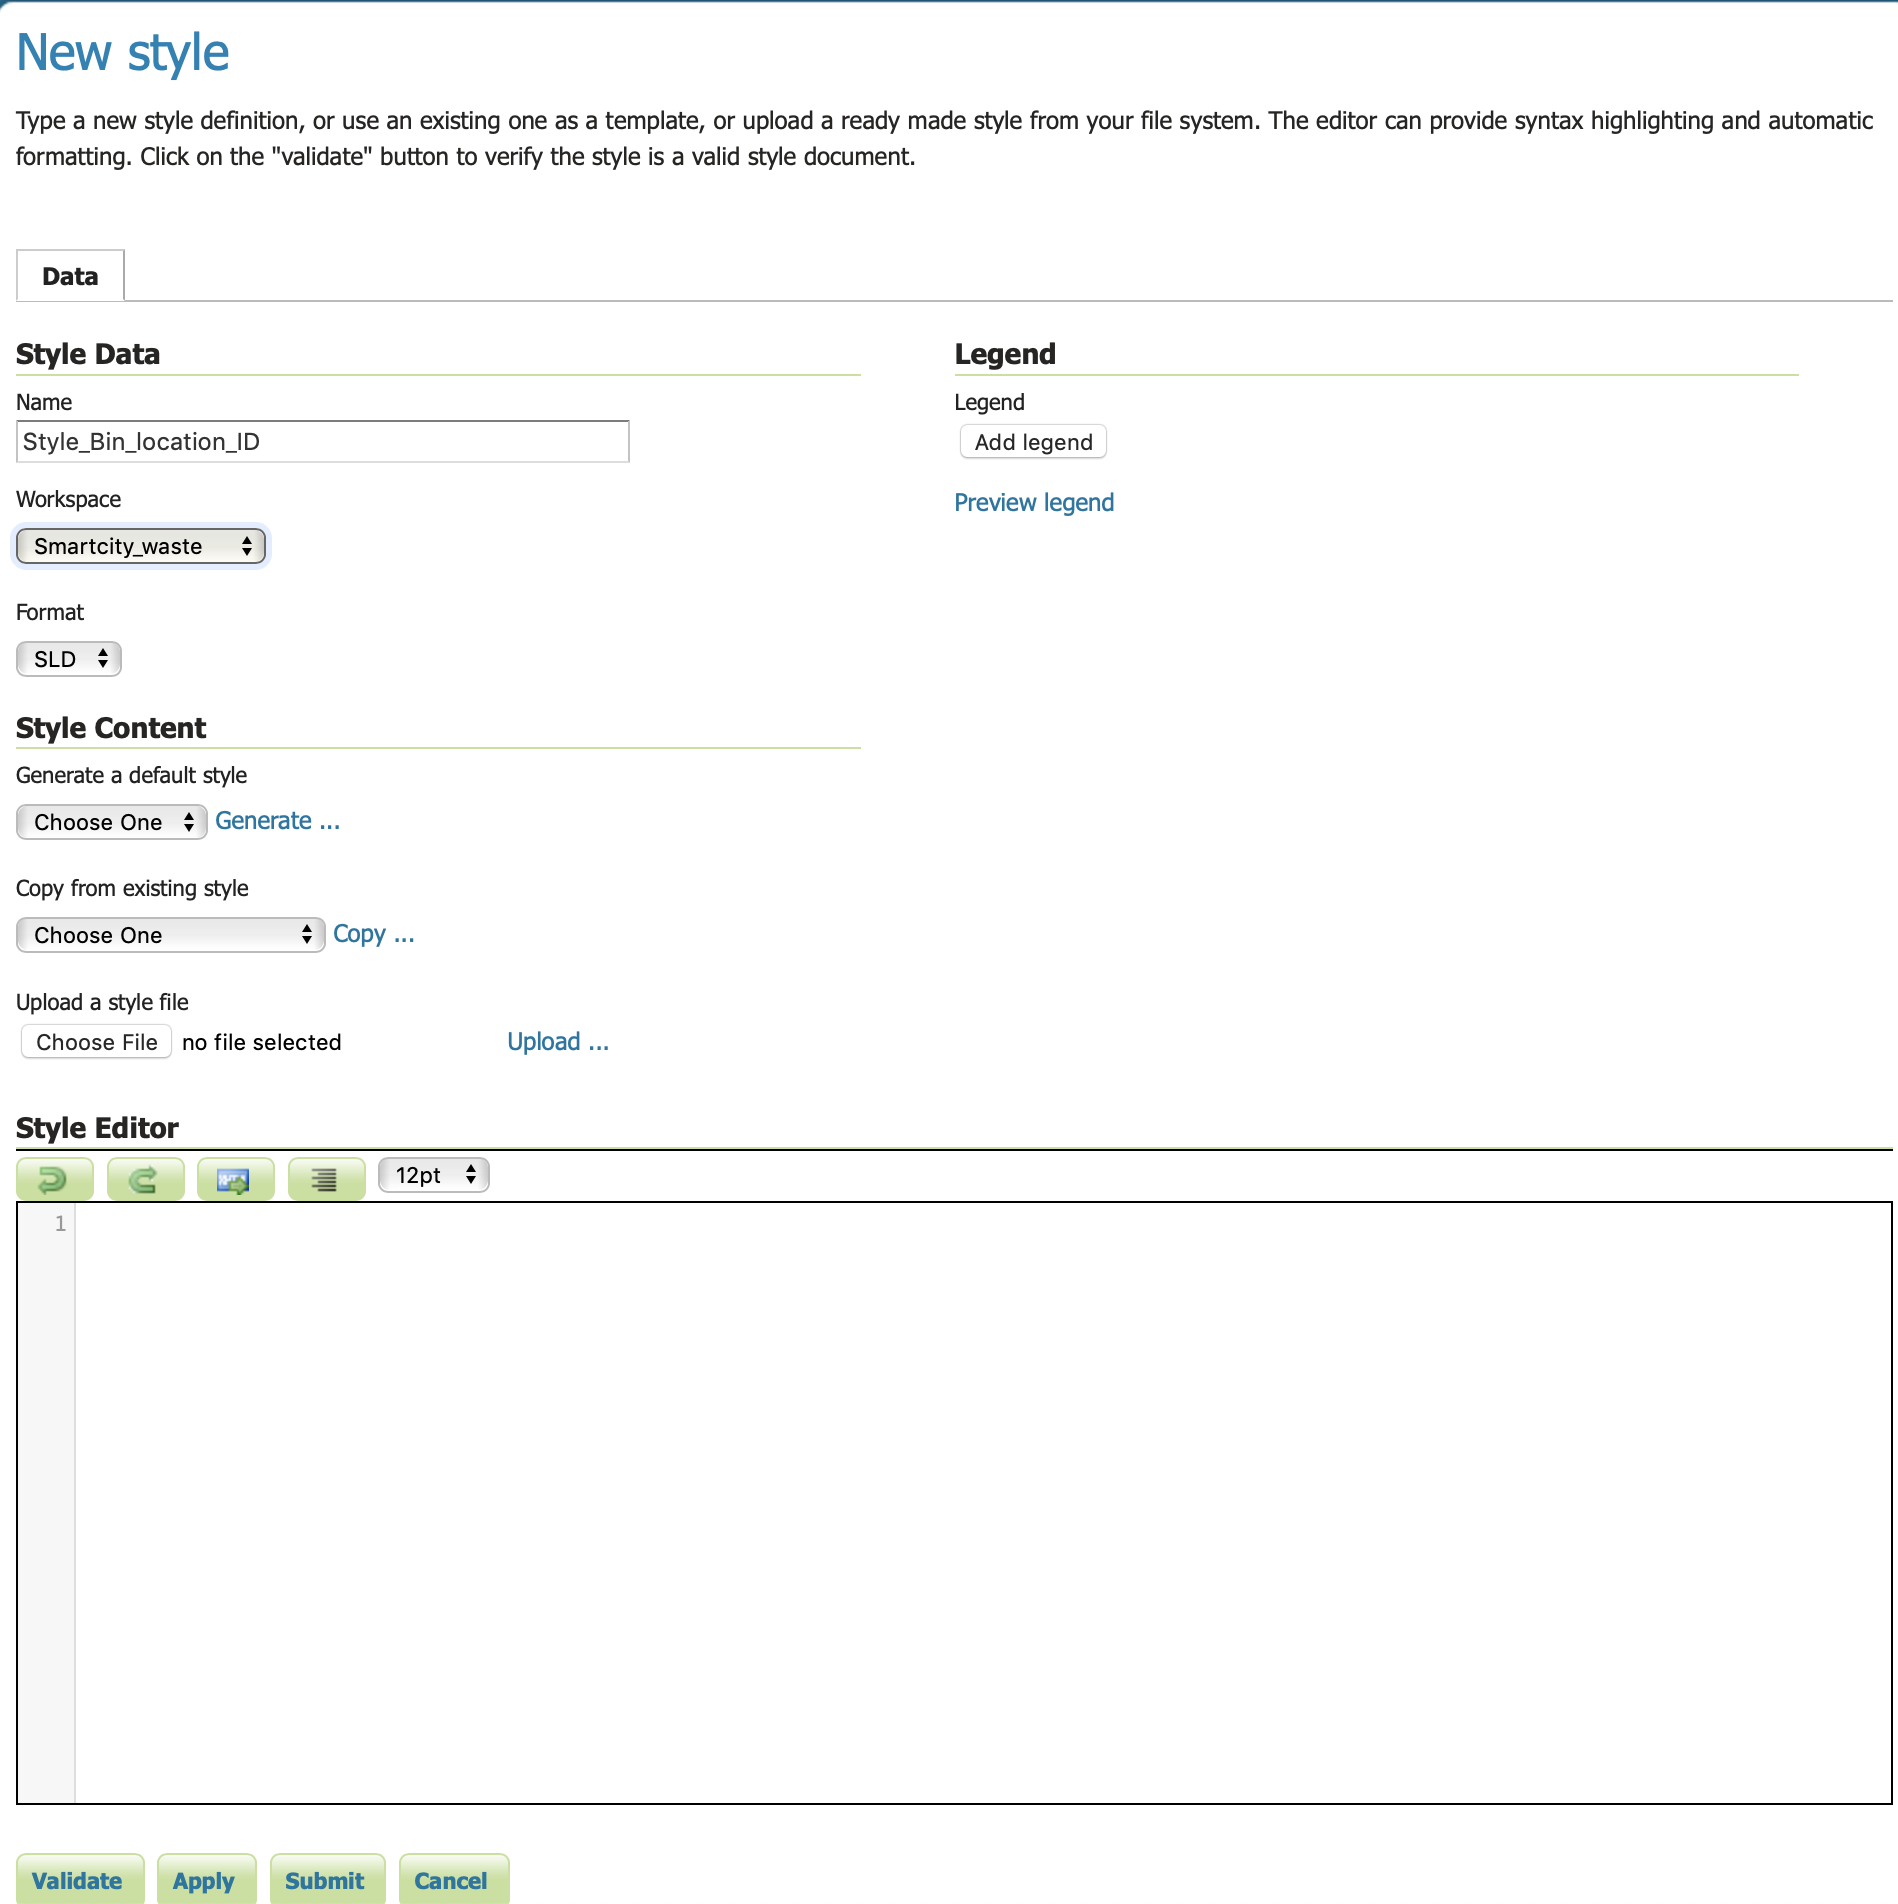 New style
Type a new style definition, or use an existing one as a template, or upload a ready made style from your file system. The editor can provide syntax highlighting and automatic
formatting. Click on the "validate" button to verify the style is a valid style document.
Data
Style Data
Name
Style_Bin_location_ID
Workspace
Smartcity_waste
Format
SLD
Legend
Legend
Add legend
Preview legend
Style Content
Generate a default style
Choose One Generate ...
Copy from existing style
Choose One Copy ...
Upload a style file
Choose File no file selected Upload ...
Style Editor
12pt
1
Validate Apply Submit Cancel